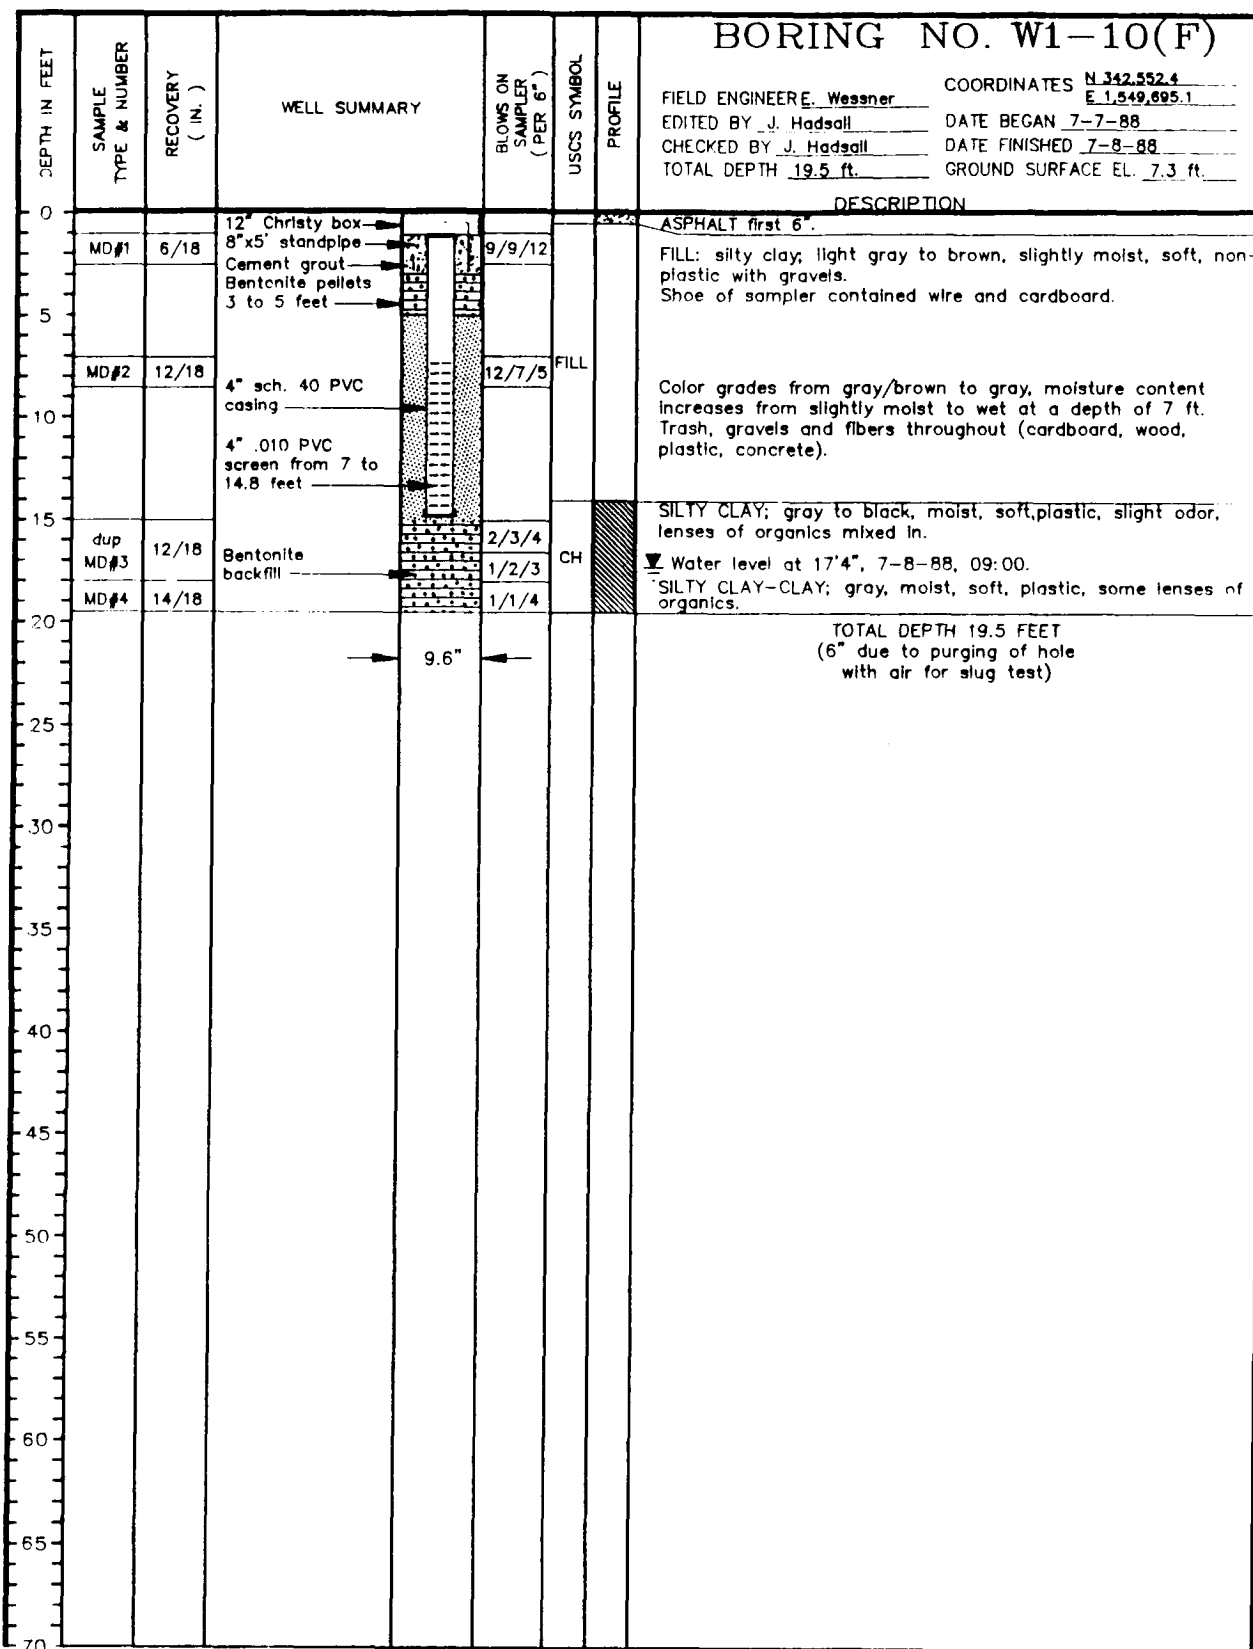 BORING NO. W1-10(F)
DEPTH IN FEET
SAMPLE
TYPE & NUMBER
RECOVERY
( IN. )
WELL SUMMARY
BLOWS ON
SAMPLER
( PER 6" )
USCS SYMBOL
PROFILE
FIELD ENGINEER E. Wessner
COORDINATES N 342,552.4
E 1,549,695.1
EDITED BY J. Hadsall
DATE BEGAN 7-7-88
CHECKED BY J. Hadsall
DATE FINISHED 7-8-88
TOTAL DEPTH 19.5 ft.
GROUND SURFACE EL. 7.3 ft.
DESCRIPTION
0
12" Christy box
ASPHALT first 6".
MD#1
6/18
8"x5' standpipe
9/9/12
FILL: silty clay; light gray to brown, slightly moist, soft, non-
plastic with gravels.
Cement grout
Bentonite pellets
3 to 5 feet
Shoe of sampler contained wire and cardboard.
5
FILL
MD#2
12/18
12/7/5
4" sch. 40 PVC
casing
Color grades from gray/brown to gray, moisture content
increases from slightly moist to wet at a depth of 7 ft.
Trash, gravels and fibers throughout (cardboard, wood,
plastic, concrete).
10
4" .010 PVC
screen from 7 to
14.8 feet
15
SILTY CLAY; gray to black, moist, soft,plastic, slight odor,
lenses of organics mixed in.
dup
MD#3
12/18
2/3/4
Bentonite
backfill
1/2/3
CH
Water level at 17'4", 7-8-88, 09:00.
MD#4
14/18
1/1/4
SILTY CLAY-CLAY; gray, moist, soft, plastic, some lenses of
organics.
20
TOTAL DEPTH 19.5 FEET
(6" due to purging of hole
with air for slug test)
9.6"
25
30
35
40
45
50
55
60
65
70